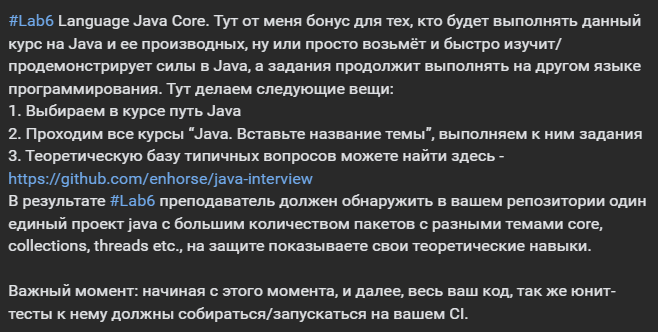 #Lab6 Language Java Core. Тут от меня бонус для тех, кто будет выполнять данный
курс на Java и ее производных, ну или просто возьмёт и быстро изучит/
продемонстрирует силы в Java, а задания продолжит выполнять на другом языке
программирования. Тут делаем следующие вещи:
1. Выбираем в курсе путь Java
2. Проходим все курсы “Java. Вставьте название темы”, выполняем к ним задания
3. Теоретическую базу типичных вопросов можете найти здесь -
https://github.com/enhorse/java-interview
В результате #Lab6 преподаватель должен обнаружить в вашем репозитории один
единый проект java с большим количеством пакетов с разными темами core,
collections, threads etc., на защите показываете свои теоретические навыки.

Важный момент: начиная с этого момента, и далее, весь ваш код, так же юнит-
тесты к нему должны собираться/запускаться на вашем CI.